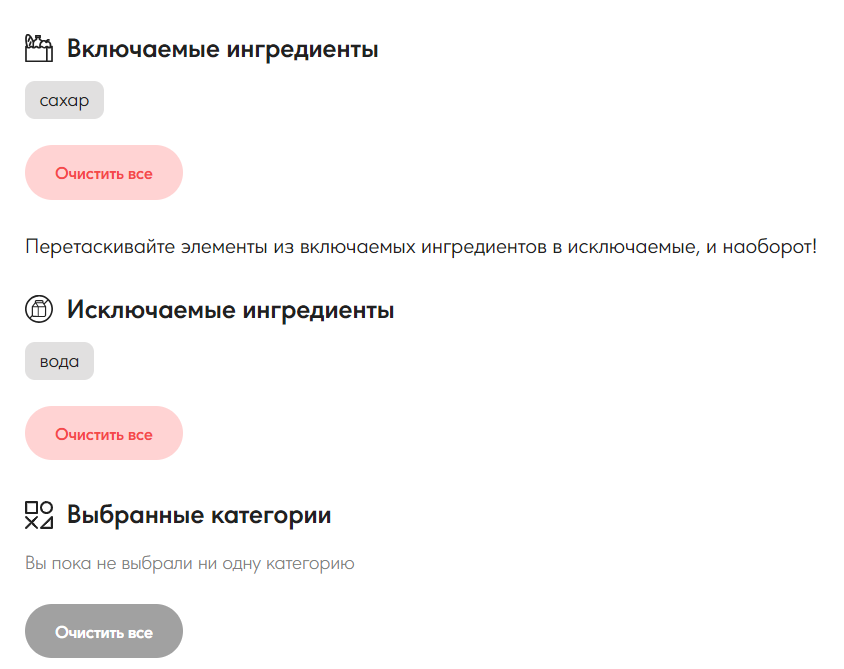 Включаемые ингредиенты
сахар
Очистить все
Перетаскивайте элементы из включаемых ингредиентов в исключаемые, и наоборот!
Исключаемые ингредиенты
вода
Очистить все
Выбранные категории
Вы пока не выбрали ни одну категорию
Очистить все